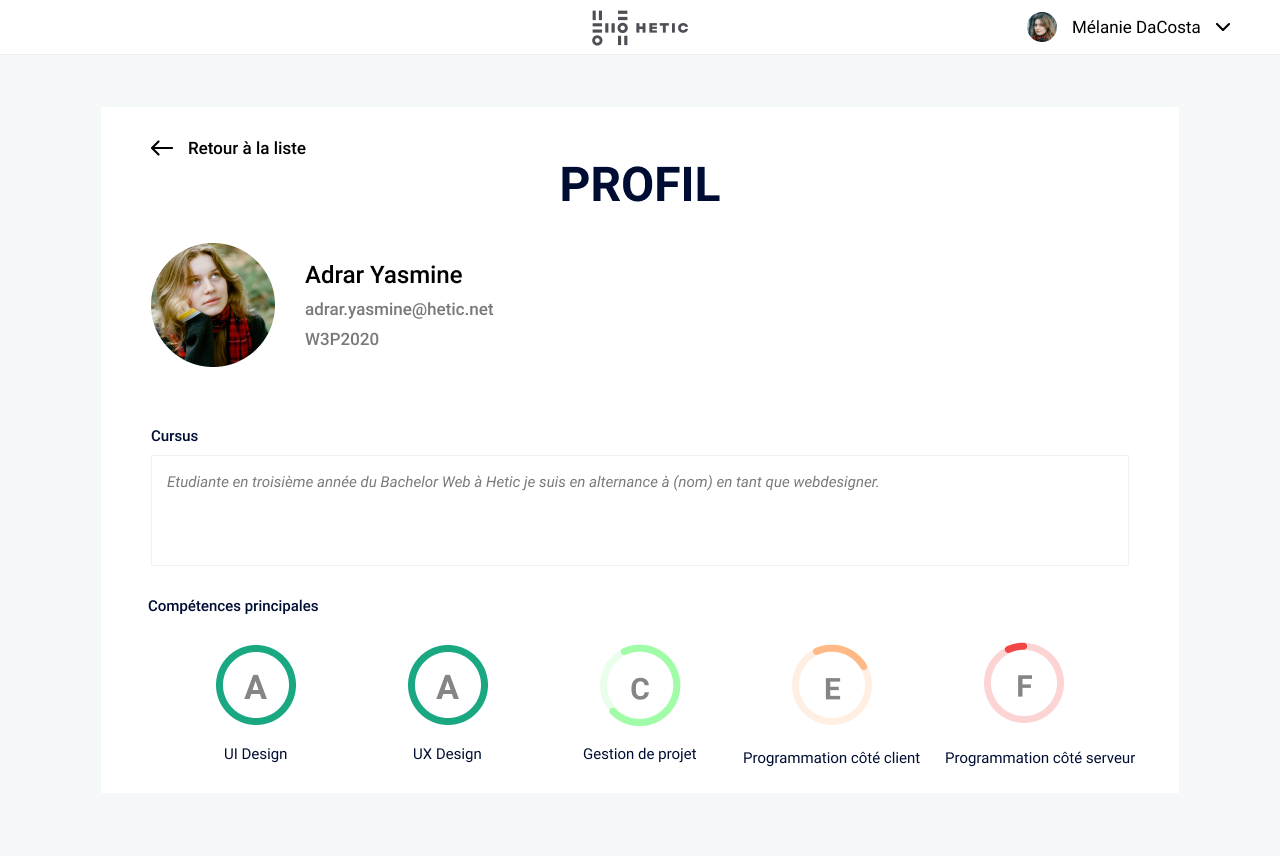 HETIC
Mélanie DaCosta
Retour à la liste
PROFIL
Adrar Yasmine
adrar.yasmine@hetic.net
W3P2020
Cursus
Etudiante en troisième année du Bachelor Web à Hetic je suis en alternance à (nom) en tant que webdesigner.
Compétences principales
A
A
C
E
F
UI Design
UX Design
Gestion de projet
Programmation côté client
Programmation côté serveur